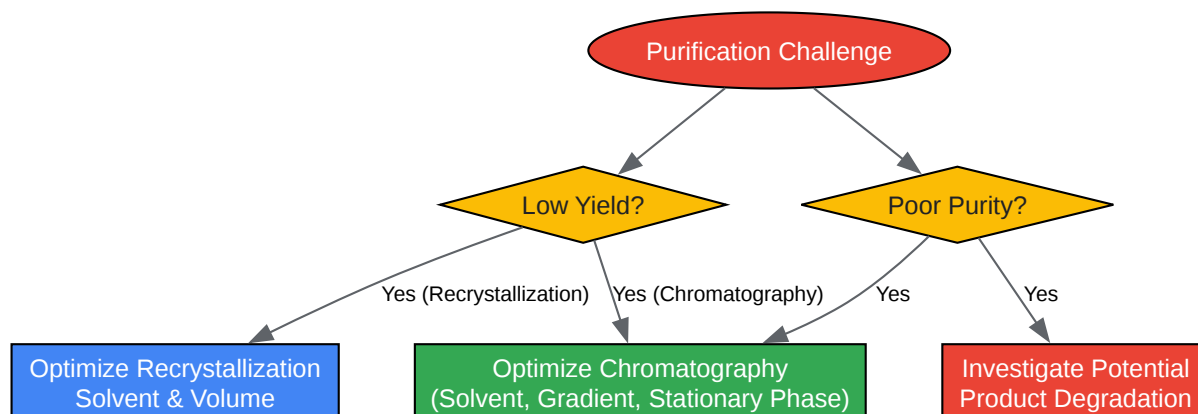 Purification Challenge
Low Yield?
Poor Purity?
Yes (Recrystallization)
Yes (Chromatography)
Yes
Yes
Optimize Recrystallization
Solvent & Volume
Optimize Chromatography
(Solvent, Gradient, Stationary Phase)
Investigate Potential
Product Degradation